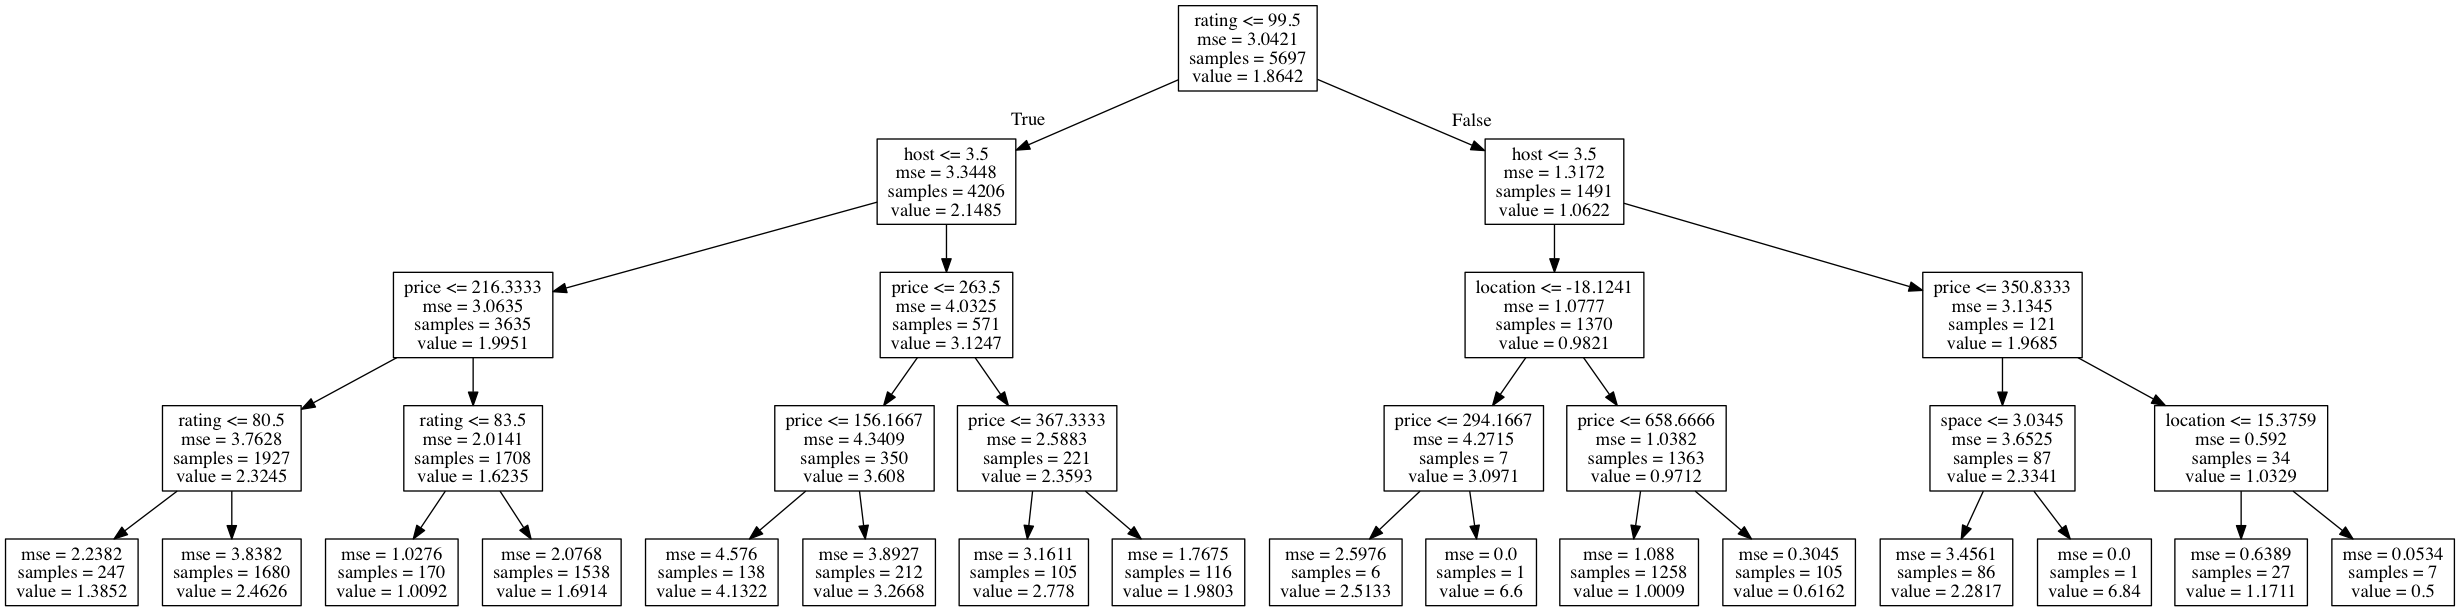 rating <= 99.5
mse = 3.0421
samples = 5697
value = 1.8642
True
False
host <= 3.5
mse = 3.3448
samples = 4206
value = 2.1485
host <= 3.5
mse = 1.3172
samples = 1491
value = 1.0622
price <= 216.3333
mse = 3.0635
samples = 3635
value = 1.9951
price <= 263.5
mse = 4.0325
samples = 571
value = 3.1247
location <= -18.1241
mse = 1.0777
samples = 1370
value = 0.9821
price <= 350.8333
mse = 3.1345
samples = 121
value = 1.9685
rating <= 80.5
mse = 3.7628
samples = 1927
value = 2.3245
rating <= 83.5
mse = 2.0141
samples = 1708
value = 1.6235
price <= 156.1667
mse = 4.3409
samples = 350
value = 3.608
price <= 367.3333
mse = 2.5883
samples = 221
value = 2.3593
price <= 294.1667
mse = 4.2715
samples = 7
value = 3.0971
price <= 658.6666
mse = 1.0382
samples = 1363
value = 0.9712
space <= 3.0345
mse = 3.6525
samples = 87
value = 2.3341
location <= 15.3759
mse = 0.592
samples = 34
value = 1.0329
mse = 2.2382
samples = 247
value = 1.3852
mse = 3.8382
samples = 1680
value = 2.4626
mse = 1.0276
samples = 170
value = 1.0092
mse = 2.0768
samples = 1538
value = 1.6914
mse = 4.576
samples = 138
value = 4.1322
mse = 3.8927
samples = 212
value = 3.2668
mse = 3.1611
samples = 105
value = 2.778
mse = 1.7675
samples = 116
value = 1.9803
mse = 2.5976
samples = 6
value = 2.5133
mse = 0.0
samples = 1
value = 6.6
mse = 1.088
samples = 1258
value = 1.0009
mse = 0.3045
samples = 105
value = 0.6162
mse = 3.4561
samples = 86
value = 2.2817
mse = 0.0
samples = 1
value = 6.84
mse = 0.6389
samples = 27
value = 1.1711
mse = 0.0534
samples = 7
value = 0.5